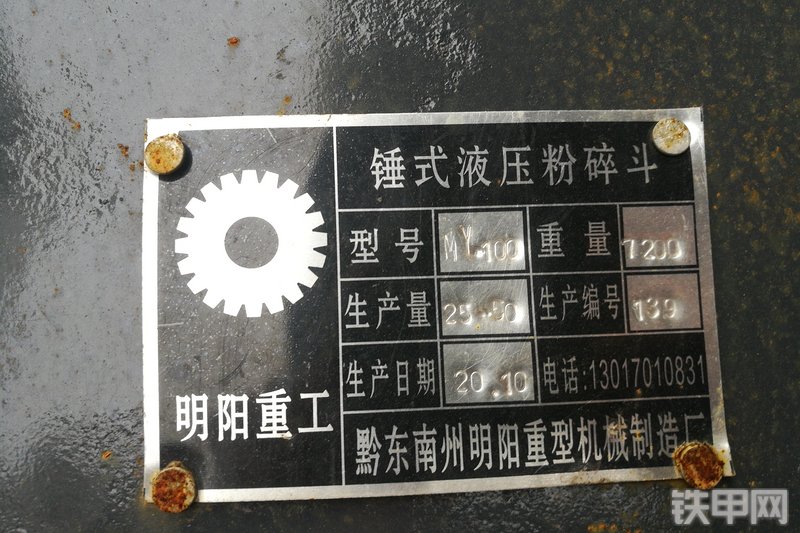 锤式液压粉碎斗
型号 MY-100 重量 1200
生产量 25-50 生产编号 139
生产日期 20.10 电话:13017010831
明阳重工
黔东南州明阳重型机械制造厂
铁甲网